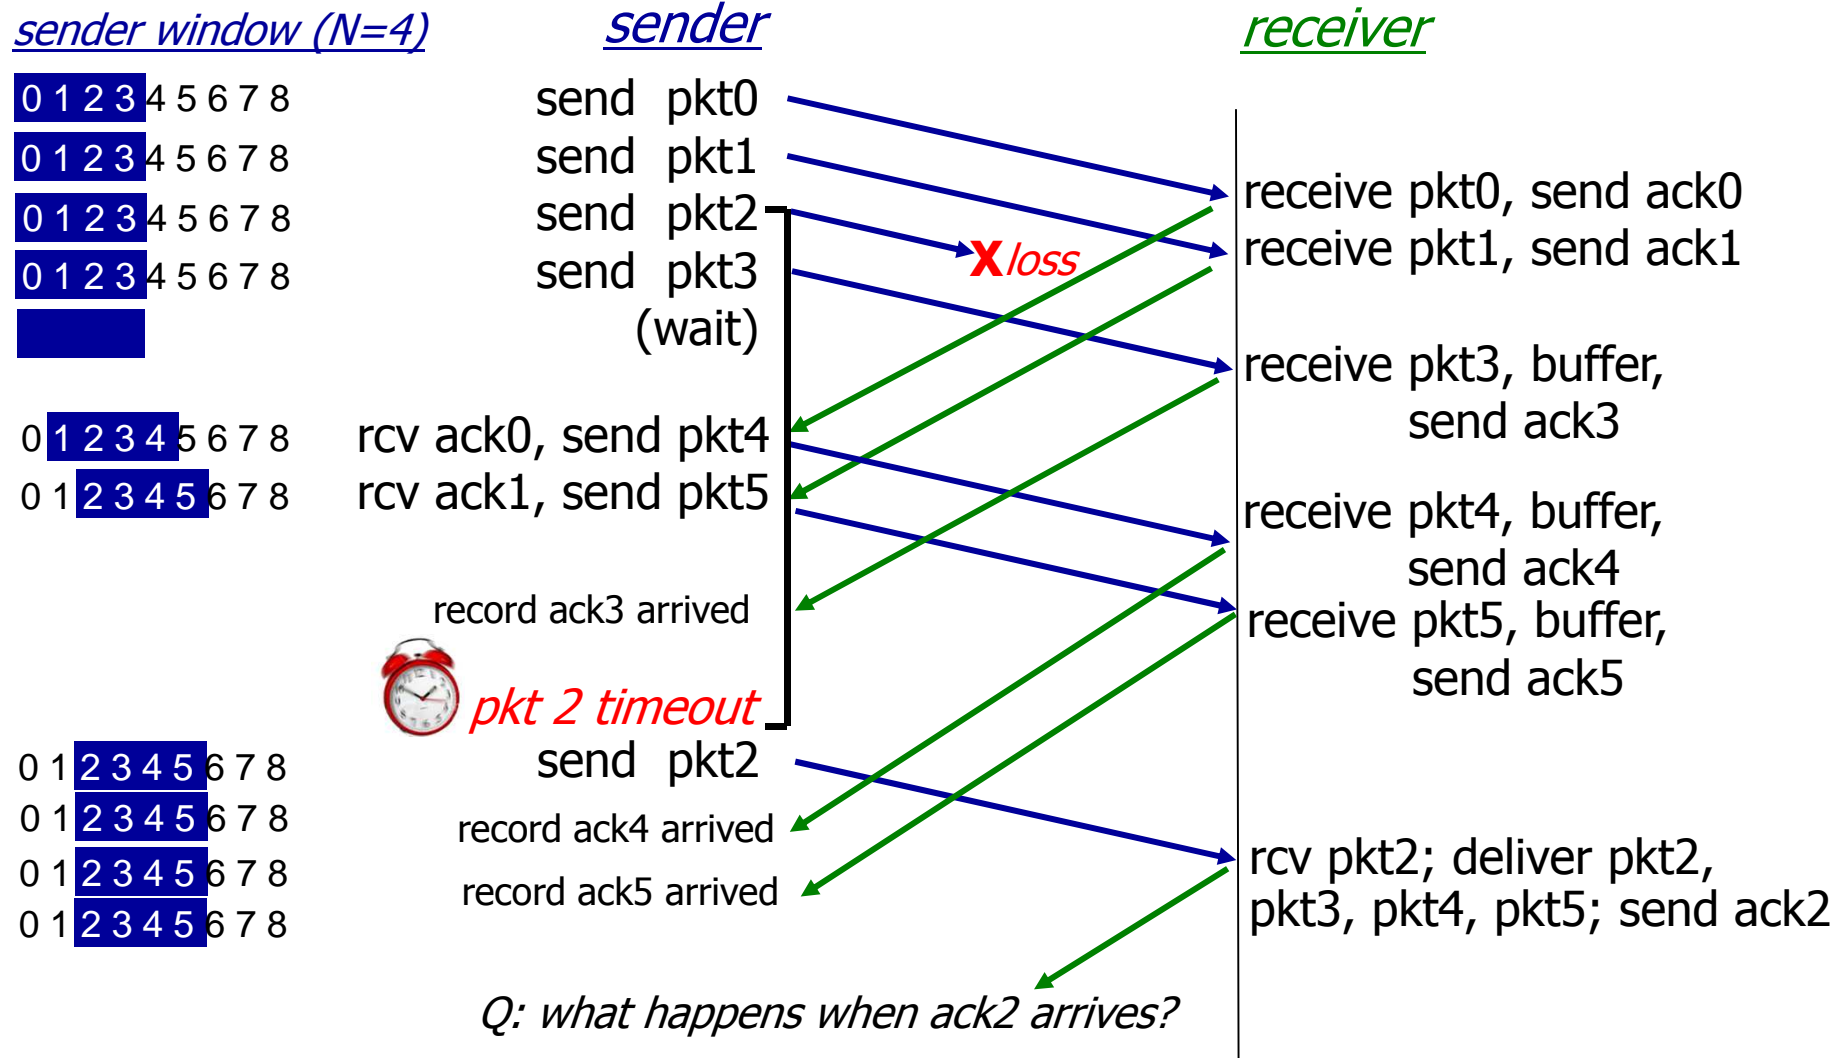 sender window (N=4) sender receiver
0 1 2 3 4 5 6 7 8 send pkt0
0 1 2 3 4 5 6 7 8 send pkt1
receive pkt0, send ack0
0 1 2 3 4 5 6 7 8 send pkt2
receive pkt1, send ack1
X loss
0 1 2 3 4 5 6 7 8 send pkt3
(wait)
receive pkt3, buffer,
send ack3
0 1 2 3 4 5 6 7 8 rcv ack0, send pkt4
0 1 2 3 4 5 6 7 8 rcv ack1, send pkt5
receive pkt4, buffer,
send ack4
record ack3 arrived
receive pkt5, buffer,
send ack5
pkt 2 timeout
0 1 2 3 4 5 6 7 8 send pkt2
0 1 2 3 4 5 6 7 8 record ack4 arrived
0 1 2 3 4 5 6 7 8 record ack5 arrived
rcv pkt2; deliver pkt2,
pkt3, pkt4, pkt5; send ack2
0 1 2 3 4 5 6 7 8
Q: what happens when ack2 arrives?